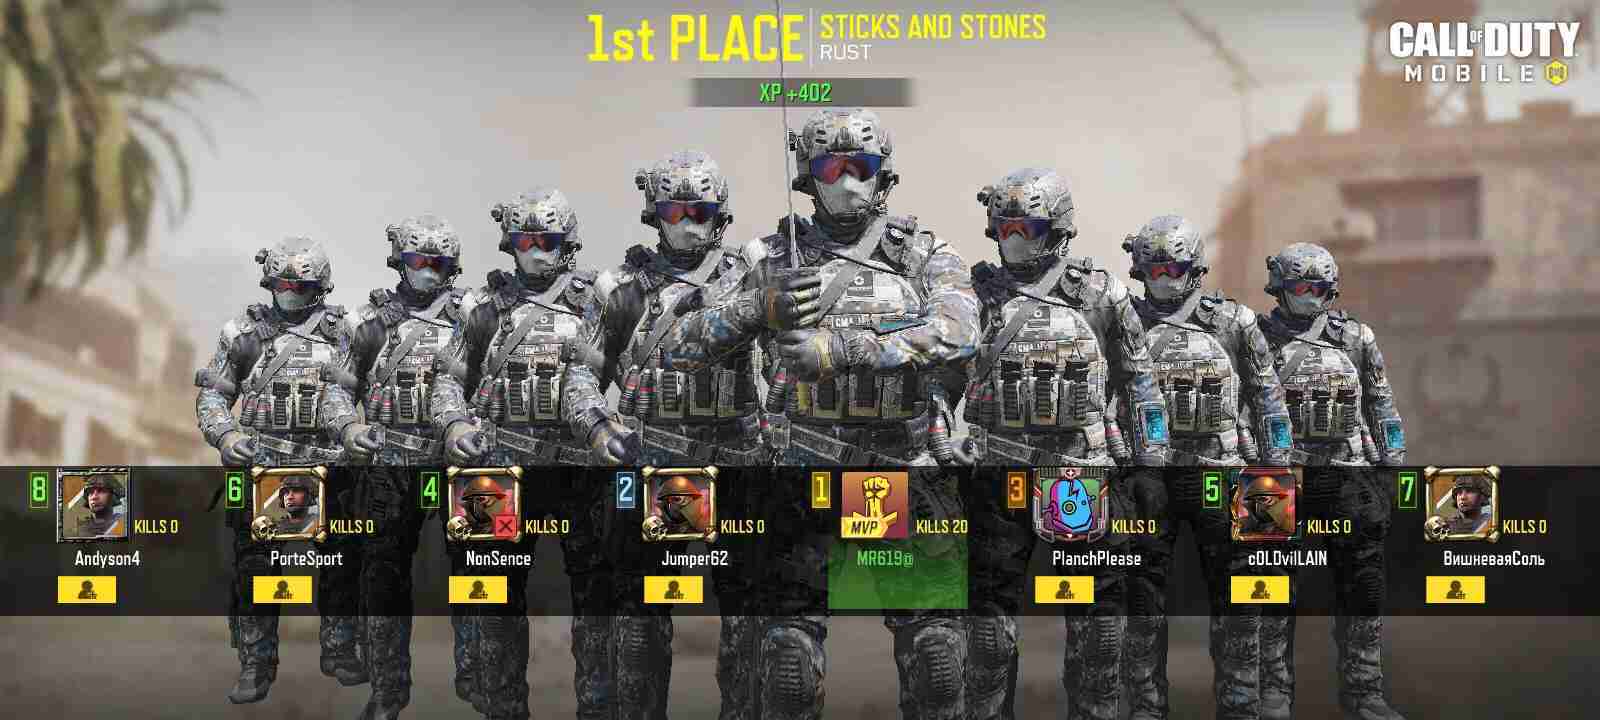 1st PLACE
STICKS AND STONES
RUST
XP +402
CALL OF DUTY
MOBILE
8
KILLS 0
Andyson4
6
KILLS 0
PorteSport
4
KILLS 0
NonSence
2
KILLS 0
Jumper62
1
MVP
KILLS 20
MR619@
3
KILLS 0
PlanchPlease
5
KILLS 0
cOLDvilLAIN
7
KILLS 0
ВишневаяСоль